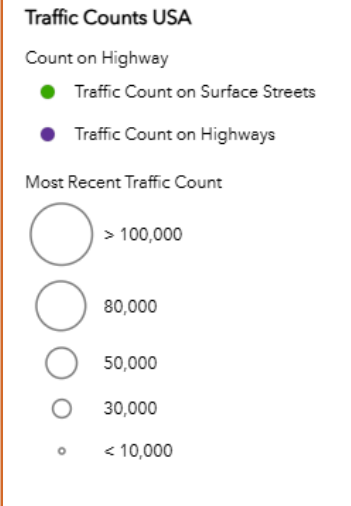 Traffic Counts USA
Count on Highway
Traffic Count on Surface Streets
Traffic Count on Highways
Most Recent Traffic Count
> 100,000
80,000
50,000
30,000
< 10,000